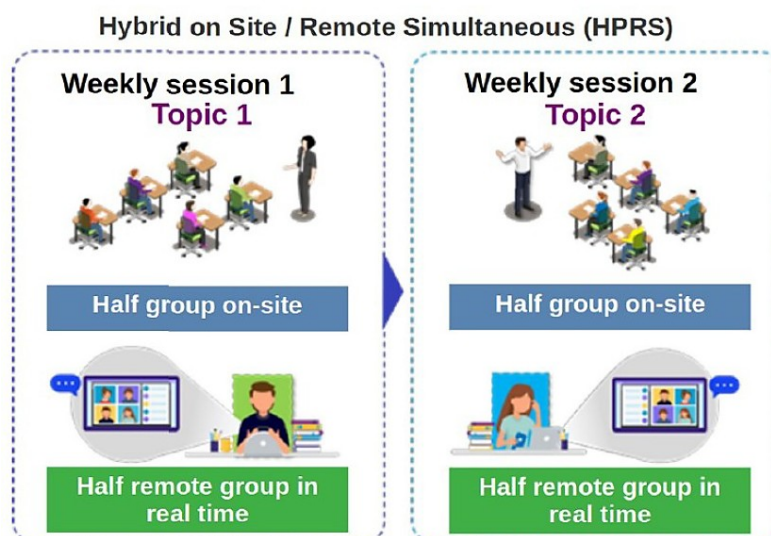 Hybrid on Site / Remote Simultaneous (HPRS)
Weekly session 1
Topic 1
Half group on-site
Half remote group in
real time
Weekly session 2
Topic 2
Half group on-site
Half remote group in
real time